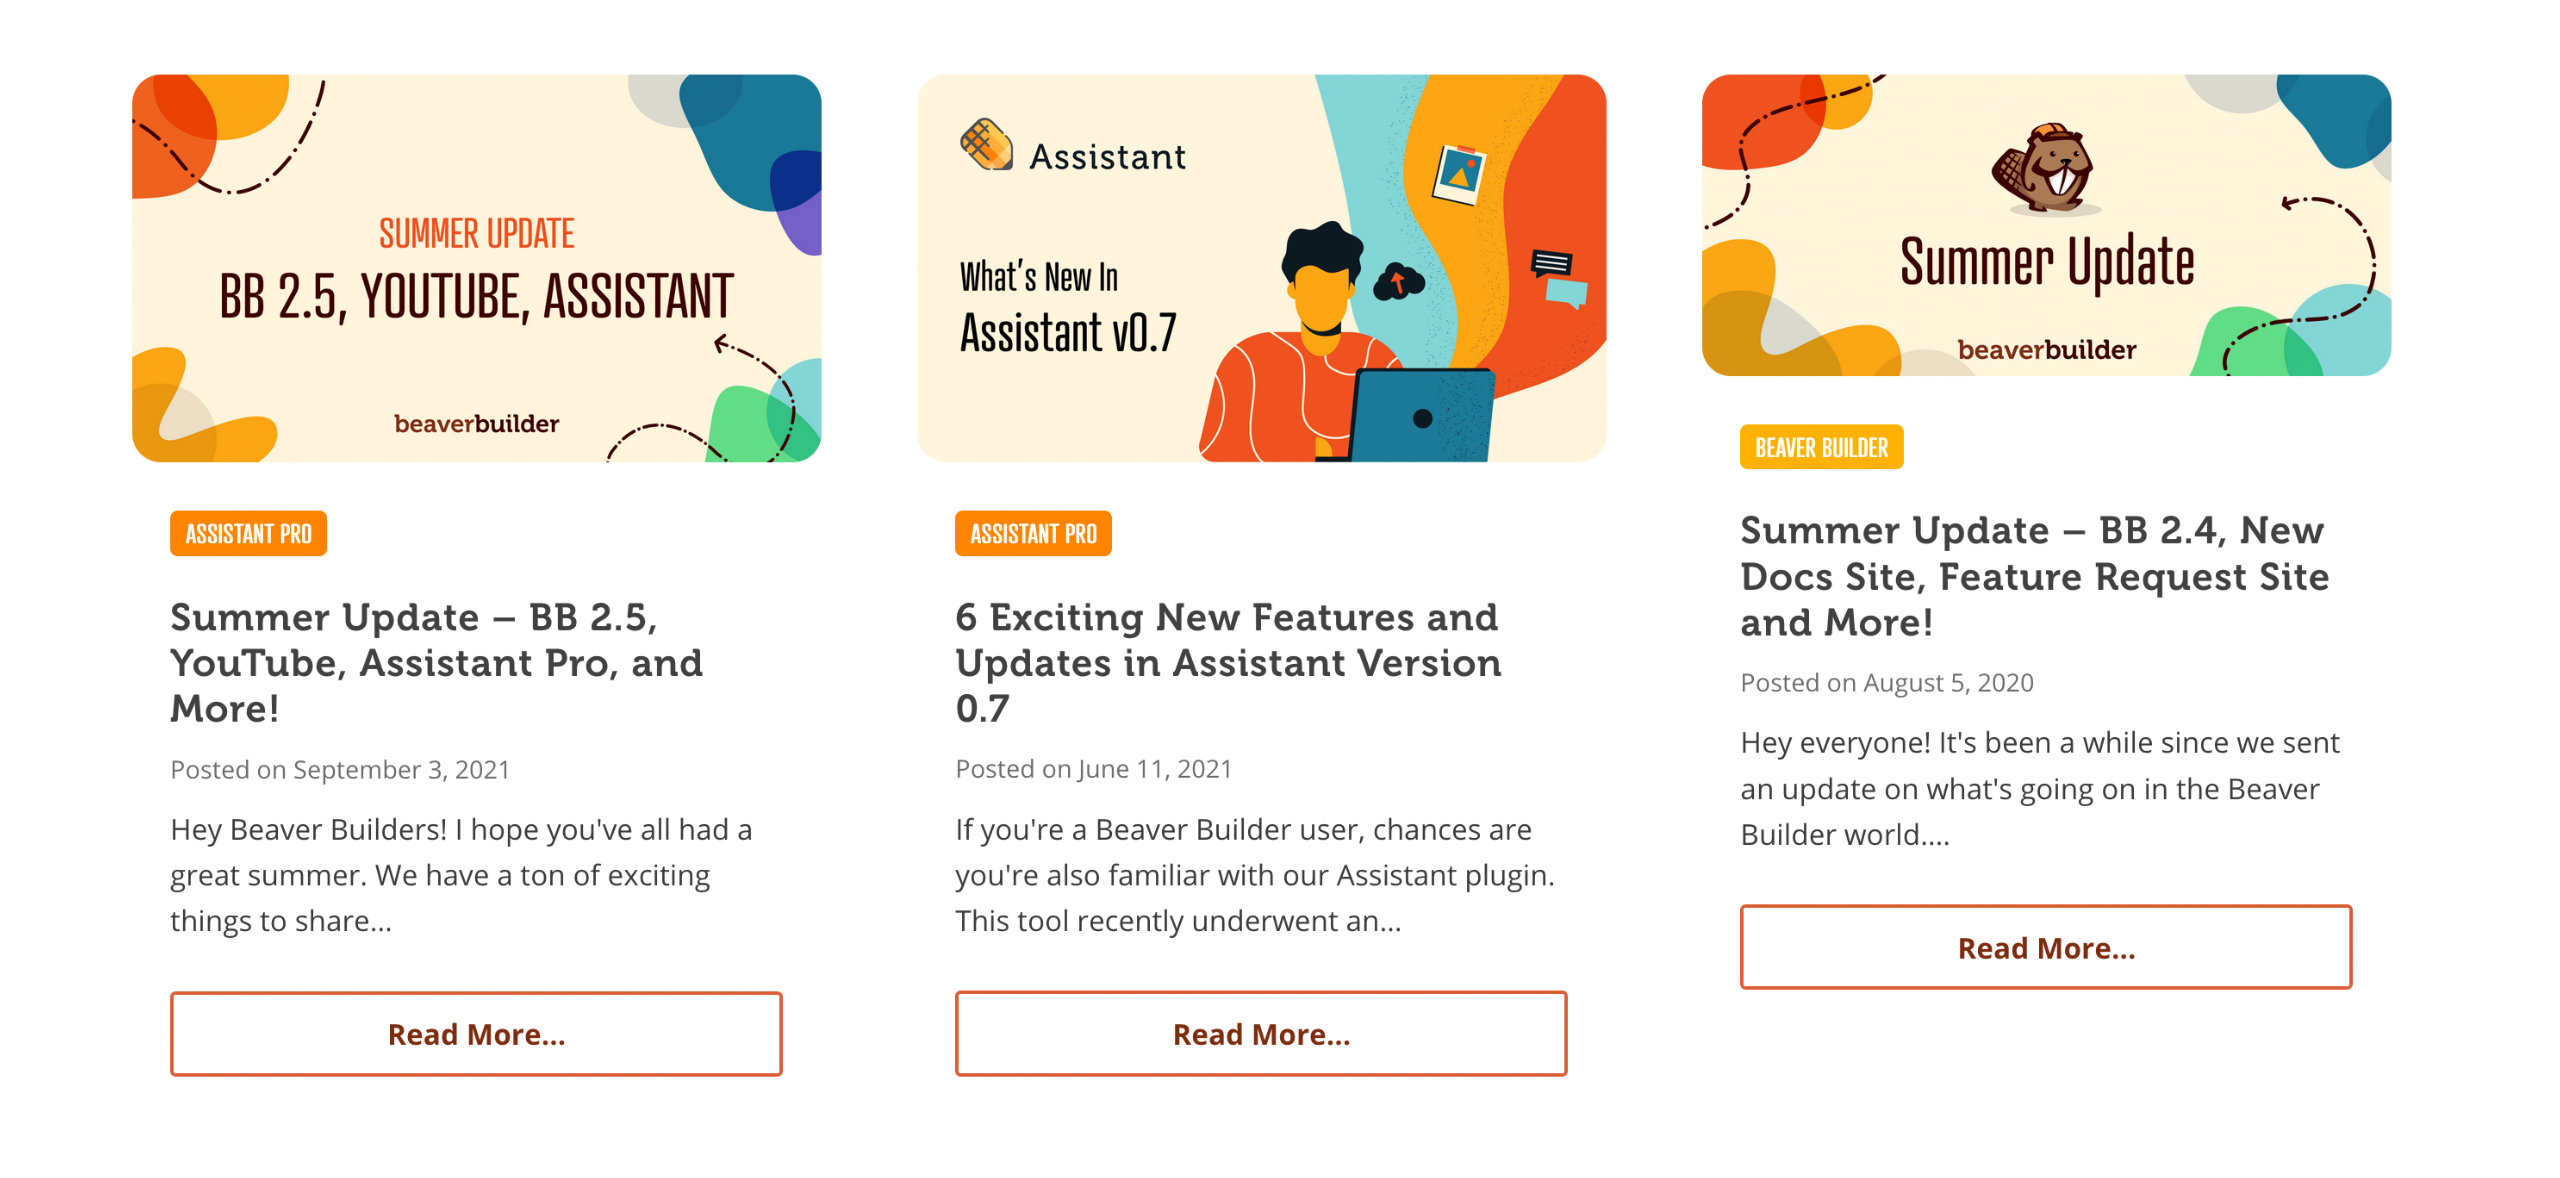 SUMMER UPDATE
BB 2.5, YOUTUBE, ASSISTANT
beaverbuilder
ASSISTANT PRO
Summer Update – BB 2.5,
YouTube, Assistant Pro, and
More!
Posted on September 3, 2021
Hey Beaver Builders! I hope you've all had a
great summer. We have a ton of exciting
things to share...
Read More...
Assistant
What's New In
Assistant v0.7
ASSISTANT PRO
6 Exciting New Features and
Updates in Assistant Version
0.7
Posted on June 11, 2021
If you're a Beaver Builder user, chances are
you're also familiar with our Assistant plugin.
This tool recently underwent an...
Read More...
Summer Update
beaverbuilder
BEAVER BUILDER
Summer Update – BB 2.4, New
Docs Site, Feature Request Site
and More!
Posted on August 5, 2020
Hey everyone! It's been a while since we sent
an update on what's going on in the Beaver
Builder world....
Read More...